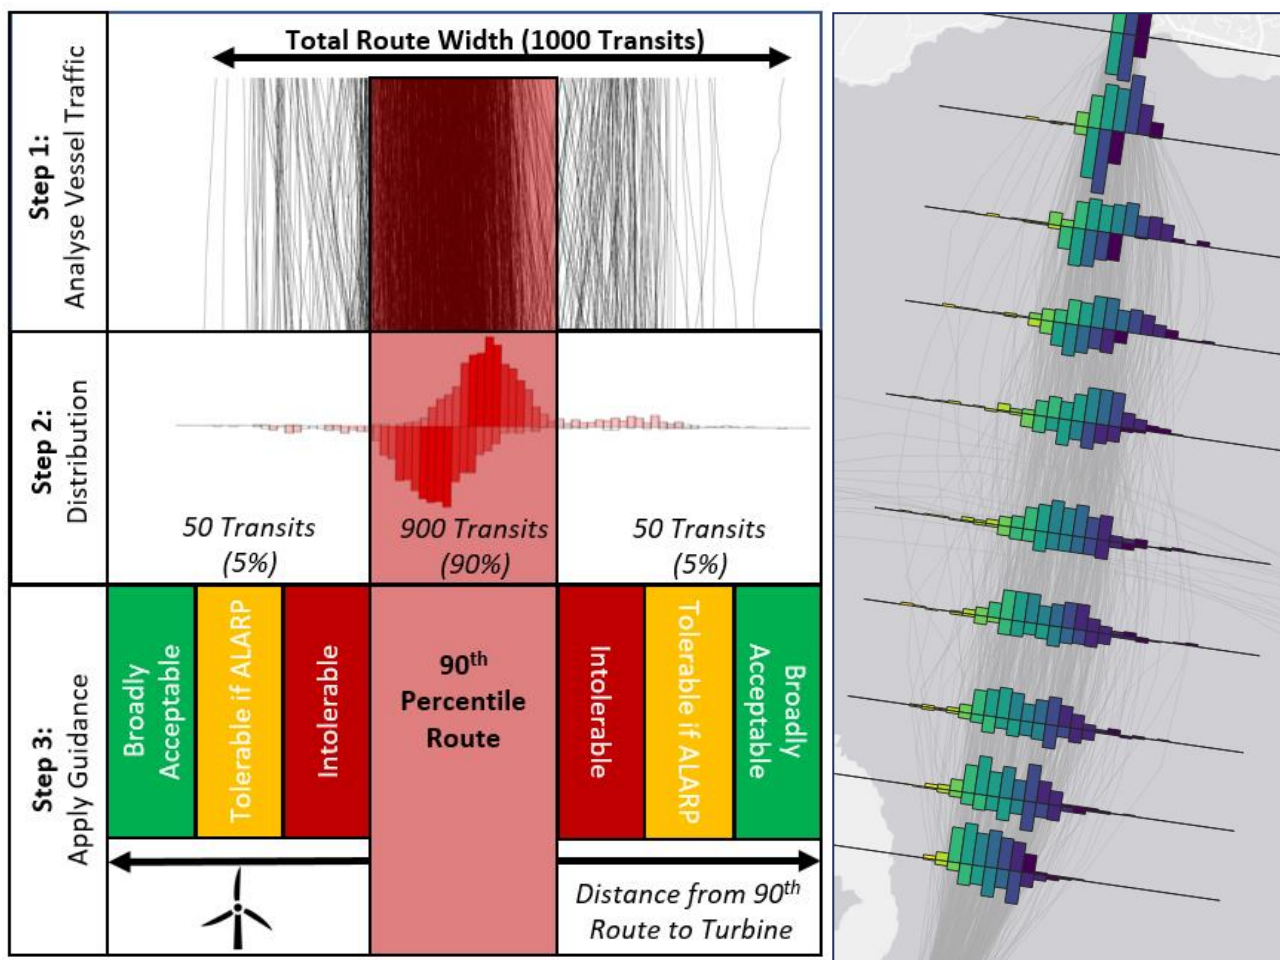 Step 1:
Analyse Vessel Traffic
Total Route Width (1000 Transits)
Step 2:
Distribution
50 Transits
(5%)
900 Transits
(90%)
50 Transits
(5%)
Step 3:
Apply Guidance
Broadly
Acceptable
Tolerable if ALARP
Intolerable
90th
Percentile
Route
Intolerable
Tolerable if ALARP
Broadly
Acceptable
Distance from 90th
Route to Turbine